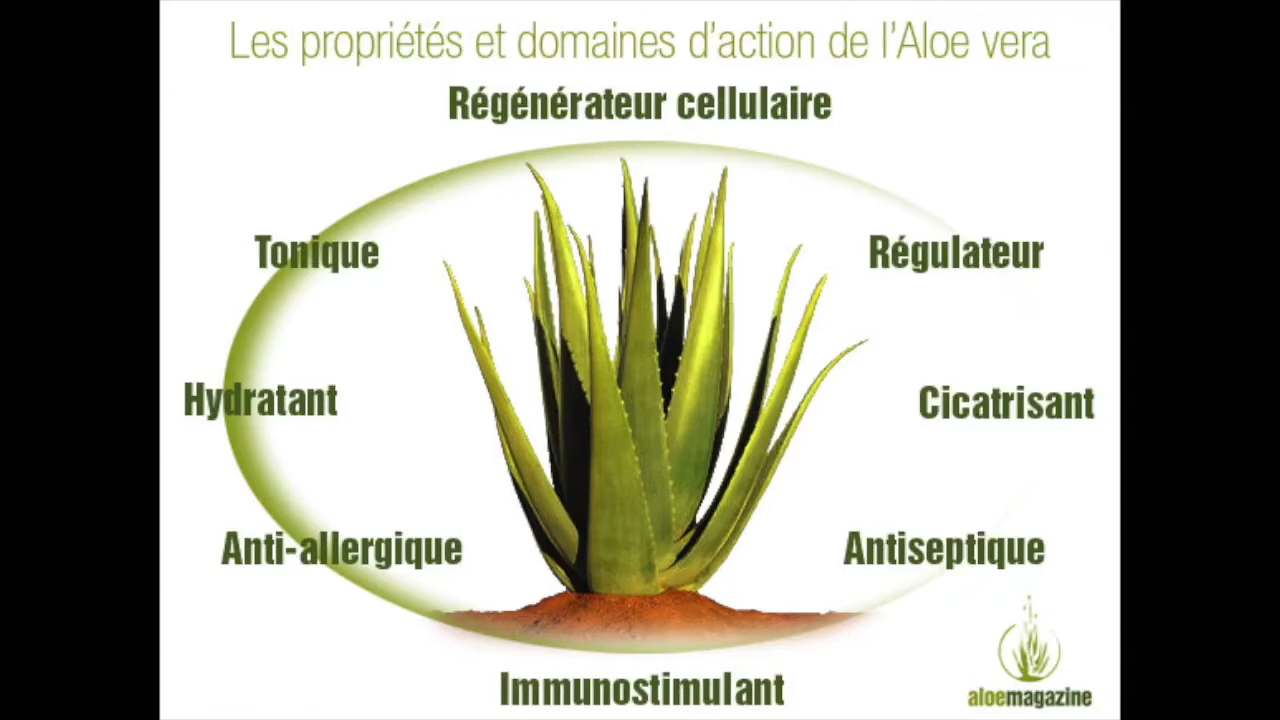 Les propriétés et domaines d'action de l'Aloe vera
Régénérateur cellulaire
Tonique
Régulateur
Hydratant
Cicatrisant
Anti-allergique
Antiseptique
Immunostimulant
aloemagazine